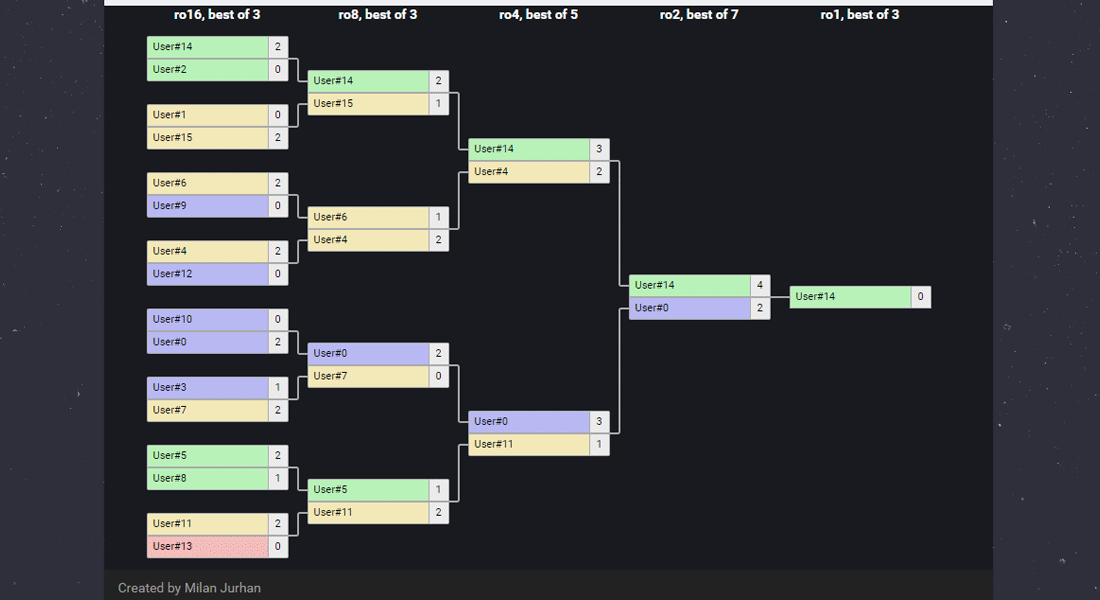 ro16, best of 3
ro8, best of 3
ro4, best of 5
ro2, best of 7
ro1, best of 3
User#14 2
User#2 0
User#1 0
User#15 2
User#6 2
User#9 0
User#4 2
User#12 0
User#10 0
User#0 2
User#3 1
User#7 2
User#5 2
User#8 1
User#11 2
User#13 0
User#14 2
User#15 1
User#6 1
User#4 2
User#0 2
User#7 0
User#5 1
User#11 2
User#14 3
User#4 2
User#0 3
User#11 1
User#14 4
User#0 2
User#14 0
Created by Milan Jurhan